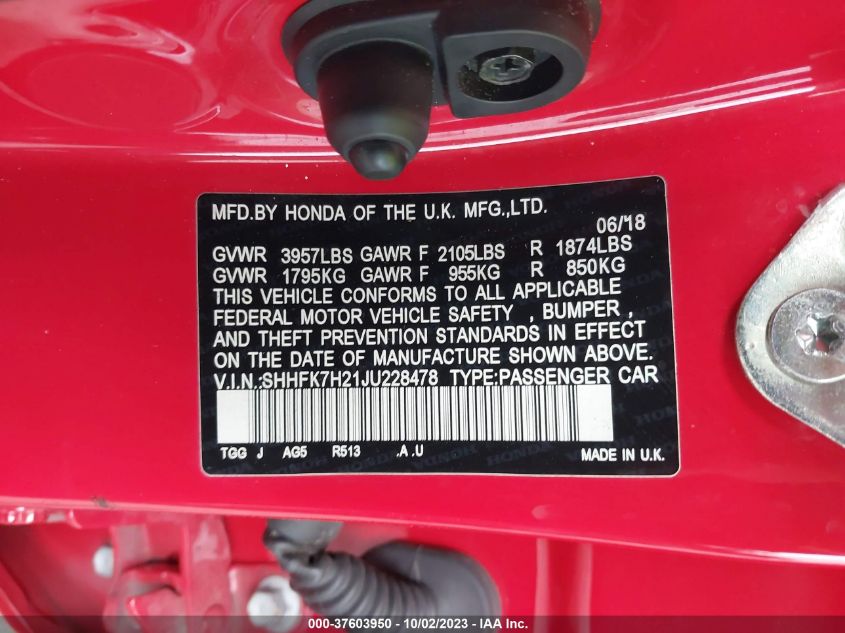 MFD.BY HONDA OF THE U.K. MFG.,LTD.
06/'18
GVWR 3957LBS GAWR F 2105LBS R 1874LBS
GVWR 1795KG GAWR F 955KG R 850KG
THIS VEHICLE CONFORMS TO ALL APPLICABLE
FEDERAL MOTOR VEHICLE SAFETY , BUMPER ,
AND THEFT PREVENTION STANDARDS IN EFFECT
ON THE DATE OF MANUFACTURE SHOWN ABOVE.
V.I.N.:SHHFK7H21JU228478 TYPE:PASSENGER CAR
TGG J AG5 R513 .A .U MADE IN U.K.
HONDA
000-37603950 - 10/02/2023 - IAA Inc.